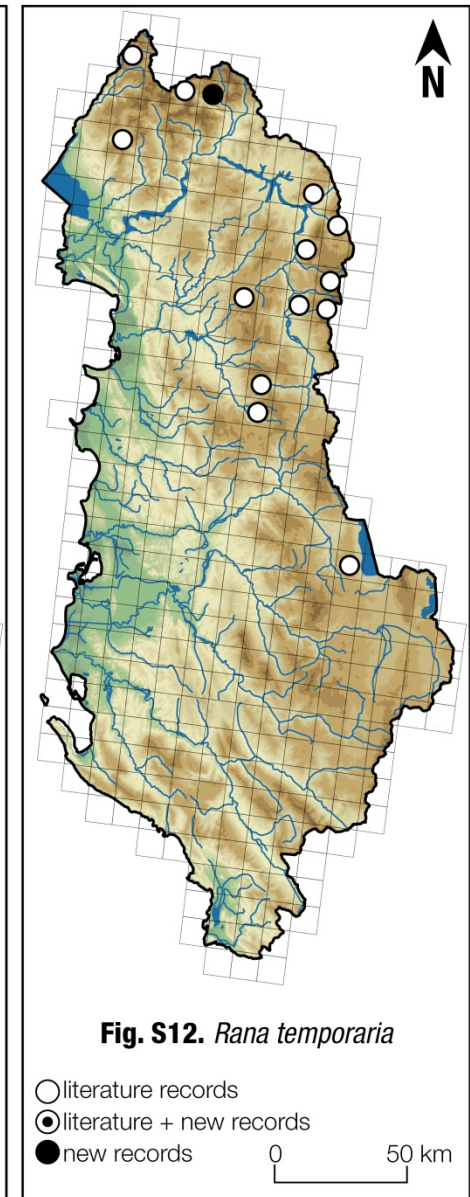 N
Fig. S12. Rana temporaria
literature records
literature + new records
new records
0 50 km